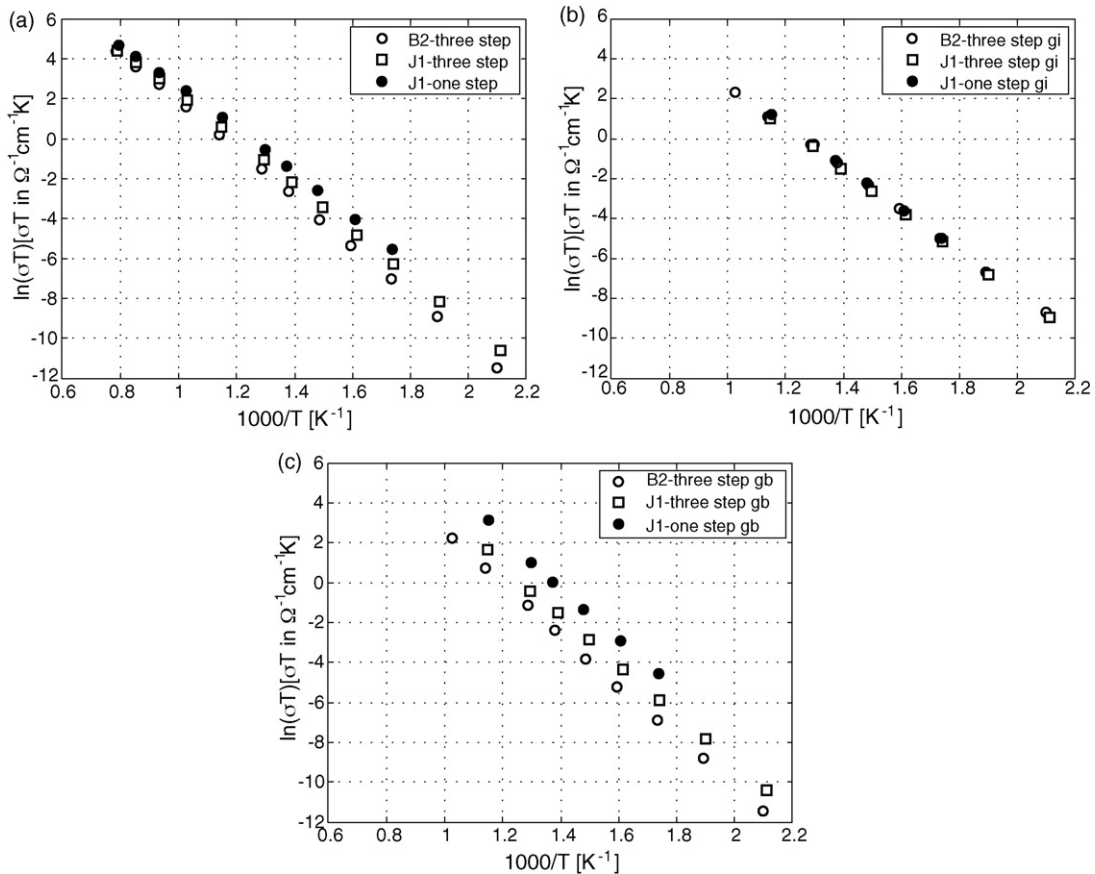 (a)
6
4
2
0
-2
-4
-6
-8
-10
-12
ln(σT)[σT in Ω⁻¹cm⁻¹K]
B2-three step
J1-three step
J1-one step
0.6 0.8 1 1.2 1.4 1.6 1.8 2 2.2
1000/T [K⁻¹]
(b)
6
4
2
0
-2
-4
-6
-8
-10
-12
ln(σT)[σT in Ω⁻¹cm⁻¹K]
B2-three step gi
J1-three step gi
J1-one step gi
0.6 0.8 1 1.2 1.4 1.6 1.8 2 2.2
1000/T [K⁻¹]
(c)
6
4
2
0
-2
-4
-6
-8
-10
-12
ln(σT)[σT in Ω⁻¹cm⁻¹K]
B2-three step gb
J1-three step gb
J1-one step gb
0.6 0.8 1 1.2 1.4 1.6 1.8 2 2.2
1000/T [K⁻¹]